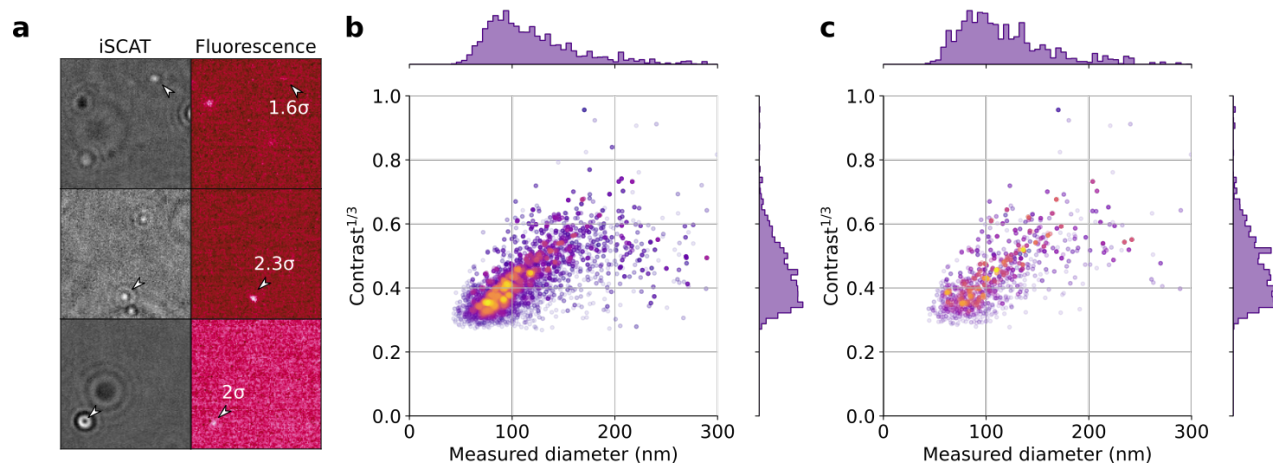 a
iSCAT Fluorescence
1.6σ
2.3σ
2σ
b
1.0
0.8
0.6
0.4
0.2
0.0
Contrast1/3
0 100 200 300
Measured diameter (nm)
c
1.0
0.8
0.6
0.4
0.2
0.0
Contrast1/3
0 100 200 300
Measured diameter (nm)